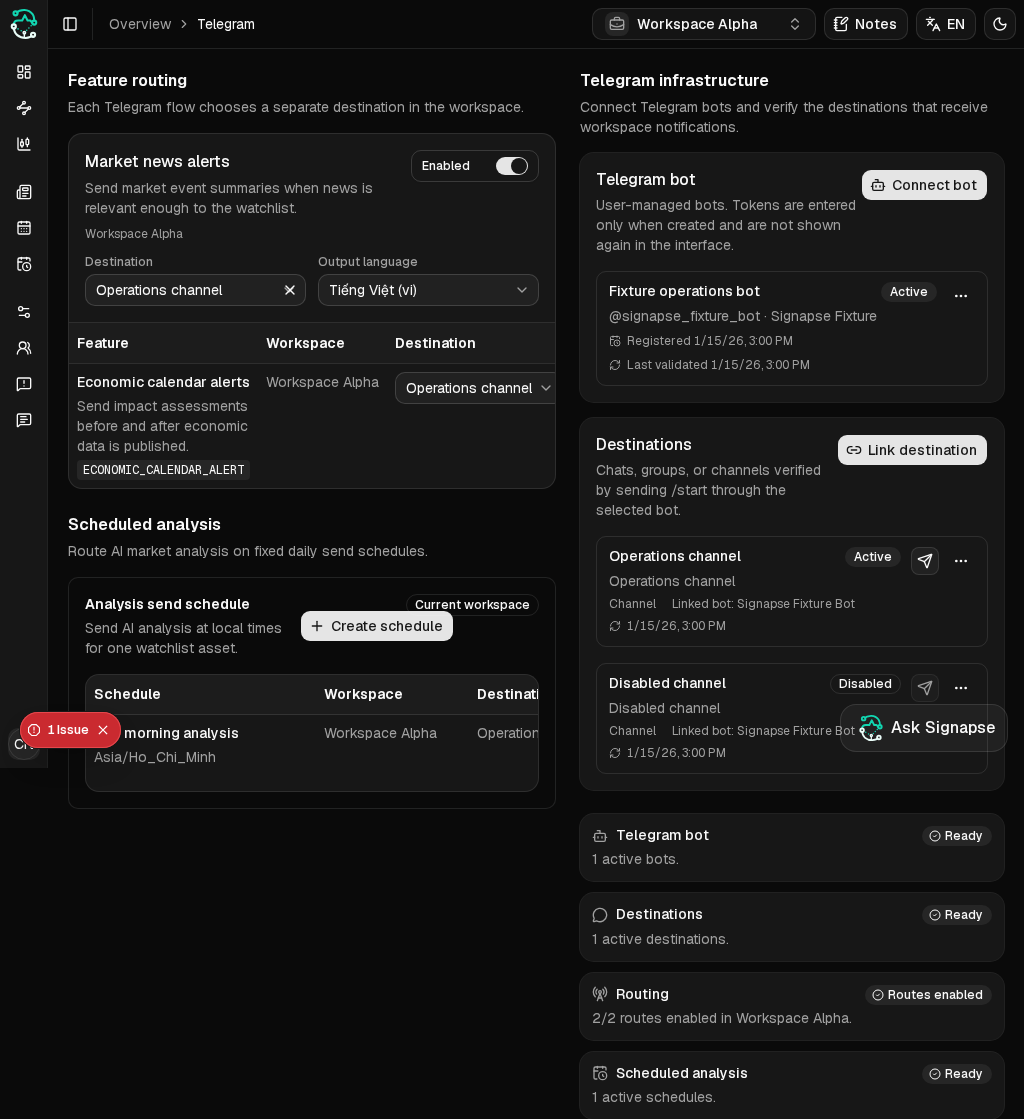 Overview
Telegram
Workspace Alpha
Notes
EN
Feature routing
Each Telegram flow chooses a separate destination in the workspace.
Market news alerts
Enabled
Send market event summaries when news is
relevant enough to the watchlist.
Workspace Alpha
Destination
Output language
Operations channel
Tiếng Việt (vi)
Feature
Workspace
Destination
Economic calendar alerts
Workspace Alpha
Operations channel
Send impact assessments
before and after economic
data is published.
ECONOMIC_CALENDAR_ALERT
Scheduled analysis
Route AI market analysis on fixed daily send schedules.
Analysis send schedule
Current workspace
Send AI analysis at local times
for one watchlist asset.
Create schedule
Schedule
Workspace
Destinati
morning analysis
Workspace Alpha
Operation
Asia/Ho_Chi_Minh
1 Issue
Telegram infrastructure
Connect Telegram bots and verify the destinations that receive
workspace notifications.
Telegram bot
Connect bot
User-managed bots. Tokens are entered
only when created and are not shown
again in the interface.
Fixture operations bot
Active
@signapse_fixture_bot · Signapse Fixture
Registered 1/15/26, 3:00 PM
Last validated 1/15/26, 3:00 PM
Destinations
Link destination
Chats, groups, or channels verified
by sending /start through the
selected bot.
Operations channel
Active
Operations channel
Channel
Linked bot: Signapse Fixture Bot
1/15/26, 3:00 PM
Disabled channel
Disabled
Disabled channel
Channel
Linked bot: Signapse Fixture Bot
1/15/26, 3:00 PM
Ask Signapse
Telegram bot
Ready
1 active bots.
Destinations
Ready
1 active destinations.
Routing
Routes enabled
2/2 routes enabled in Workspace Alpha.
Scheduled analysis
Ready
1 active schedules.